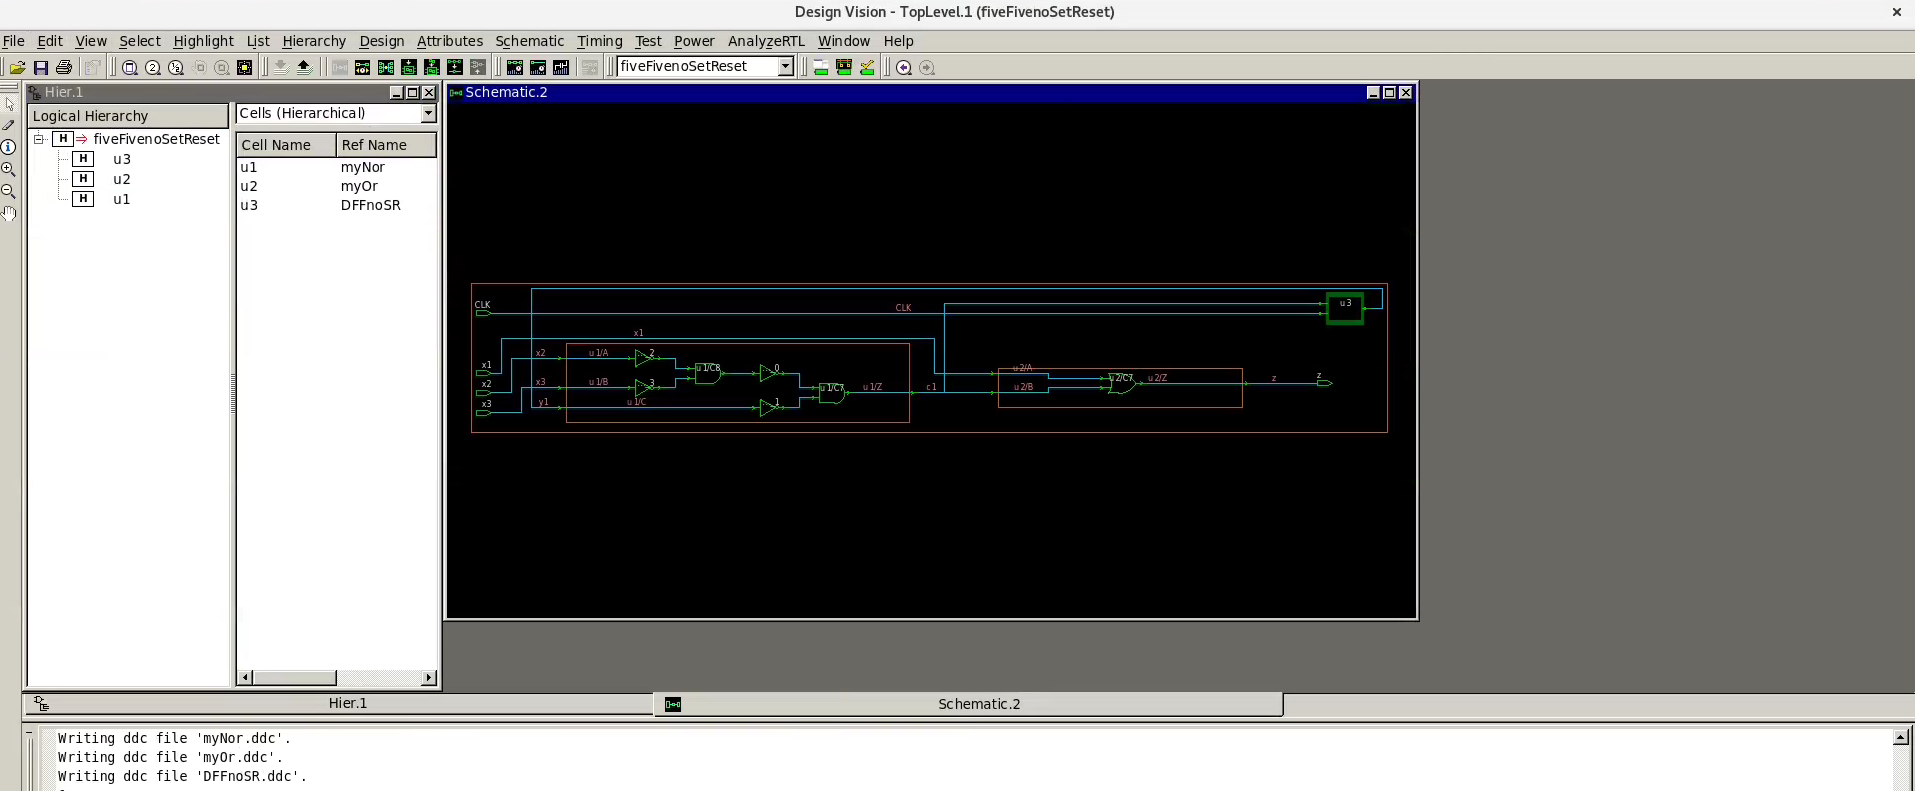 Design Vision - TopLevel.1 (fiveFivenoSetReset)
File Edit View Select Highlight List Hierarchy Design Attributes Schematic Timing Test Power AnalyzeRTL Window Help
fiveFivenoSetReset
Hier.1
Logical Hierarchy
H fiveFivenoSetReset
H u3
H u2
H u1
Cells (Hierarchical)
Cell Name Ref Name
u1 myNor
u2 myOr
u3 DFFnoSR
Schematic.2
CLK
CLK
u3
x1
x1
x2
x3
x2
x3
y1
u1/A
u1/B
u1/C
2
3
u1/C8
0
1
u1/C7
u1/Z
c1
u2/A
u2/B
u2/C7
u2/Z
z
z
Hier.1
Schematic.2
Writing ddc file 'myNor.ddc'.
Writing ddc file 'myOr.ddc'.
Writing ddc file 'DFFnoSR.ddc'.